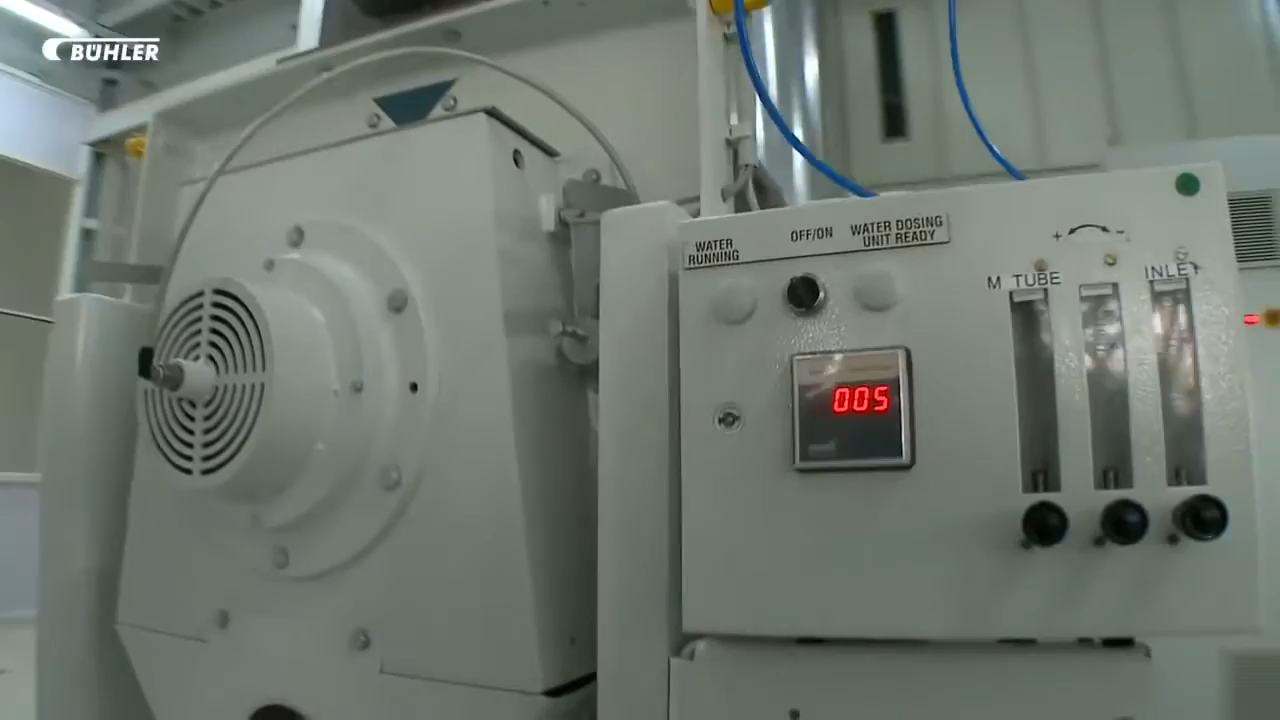 BÜHLER
WATER
RUNNING
OFF/ON
WATER DOSING
UNIT READY
+ -
M TUBE
INLET
005